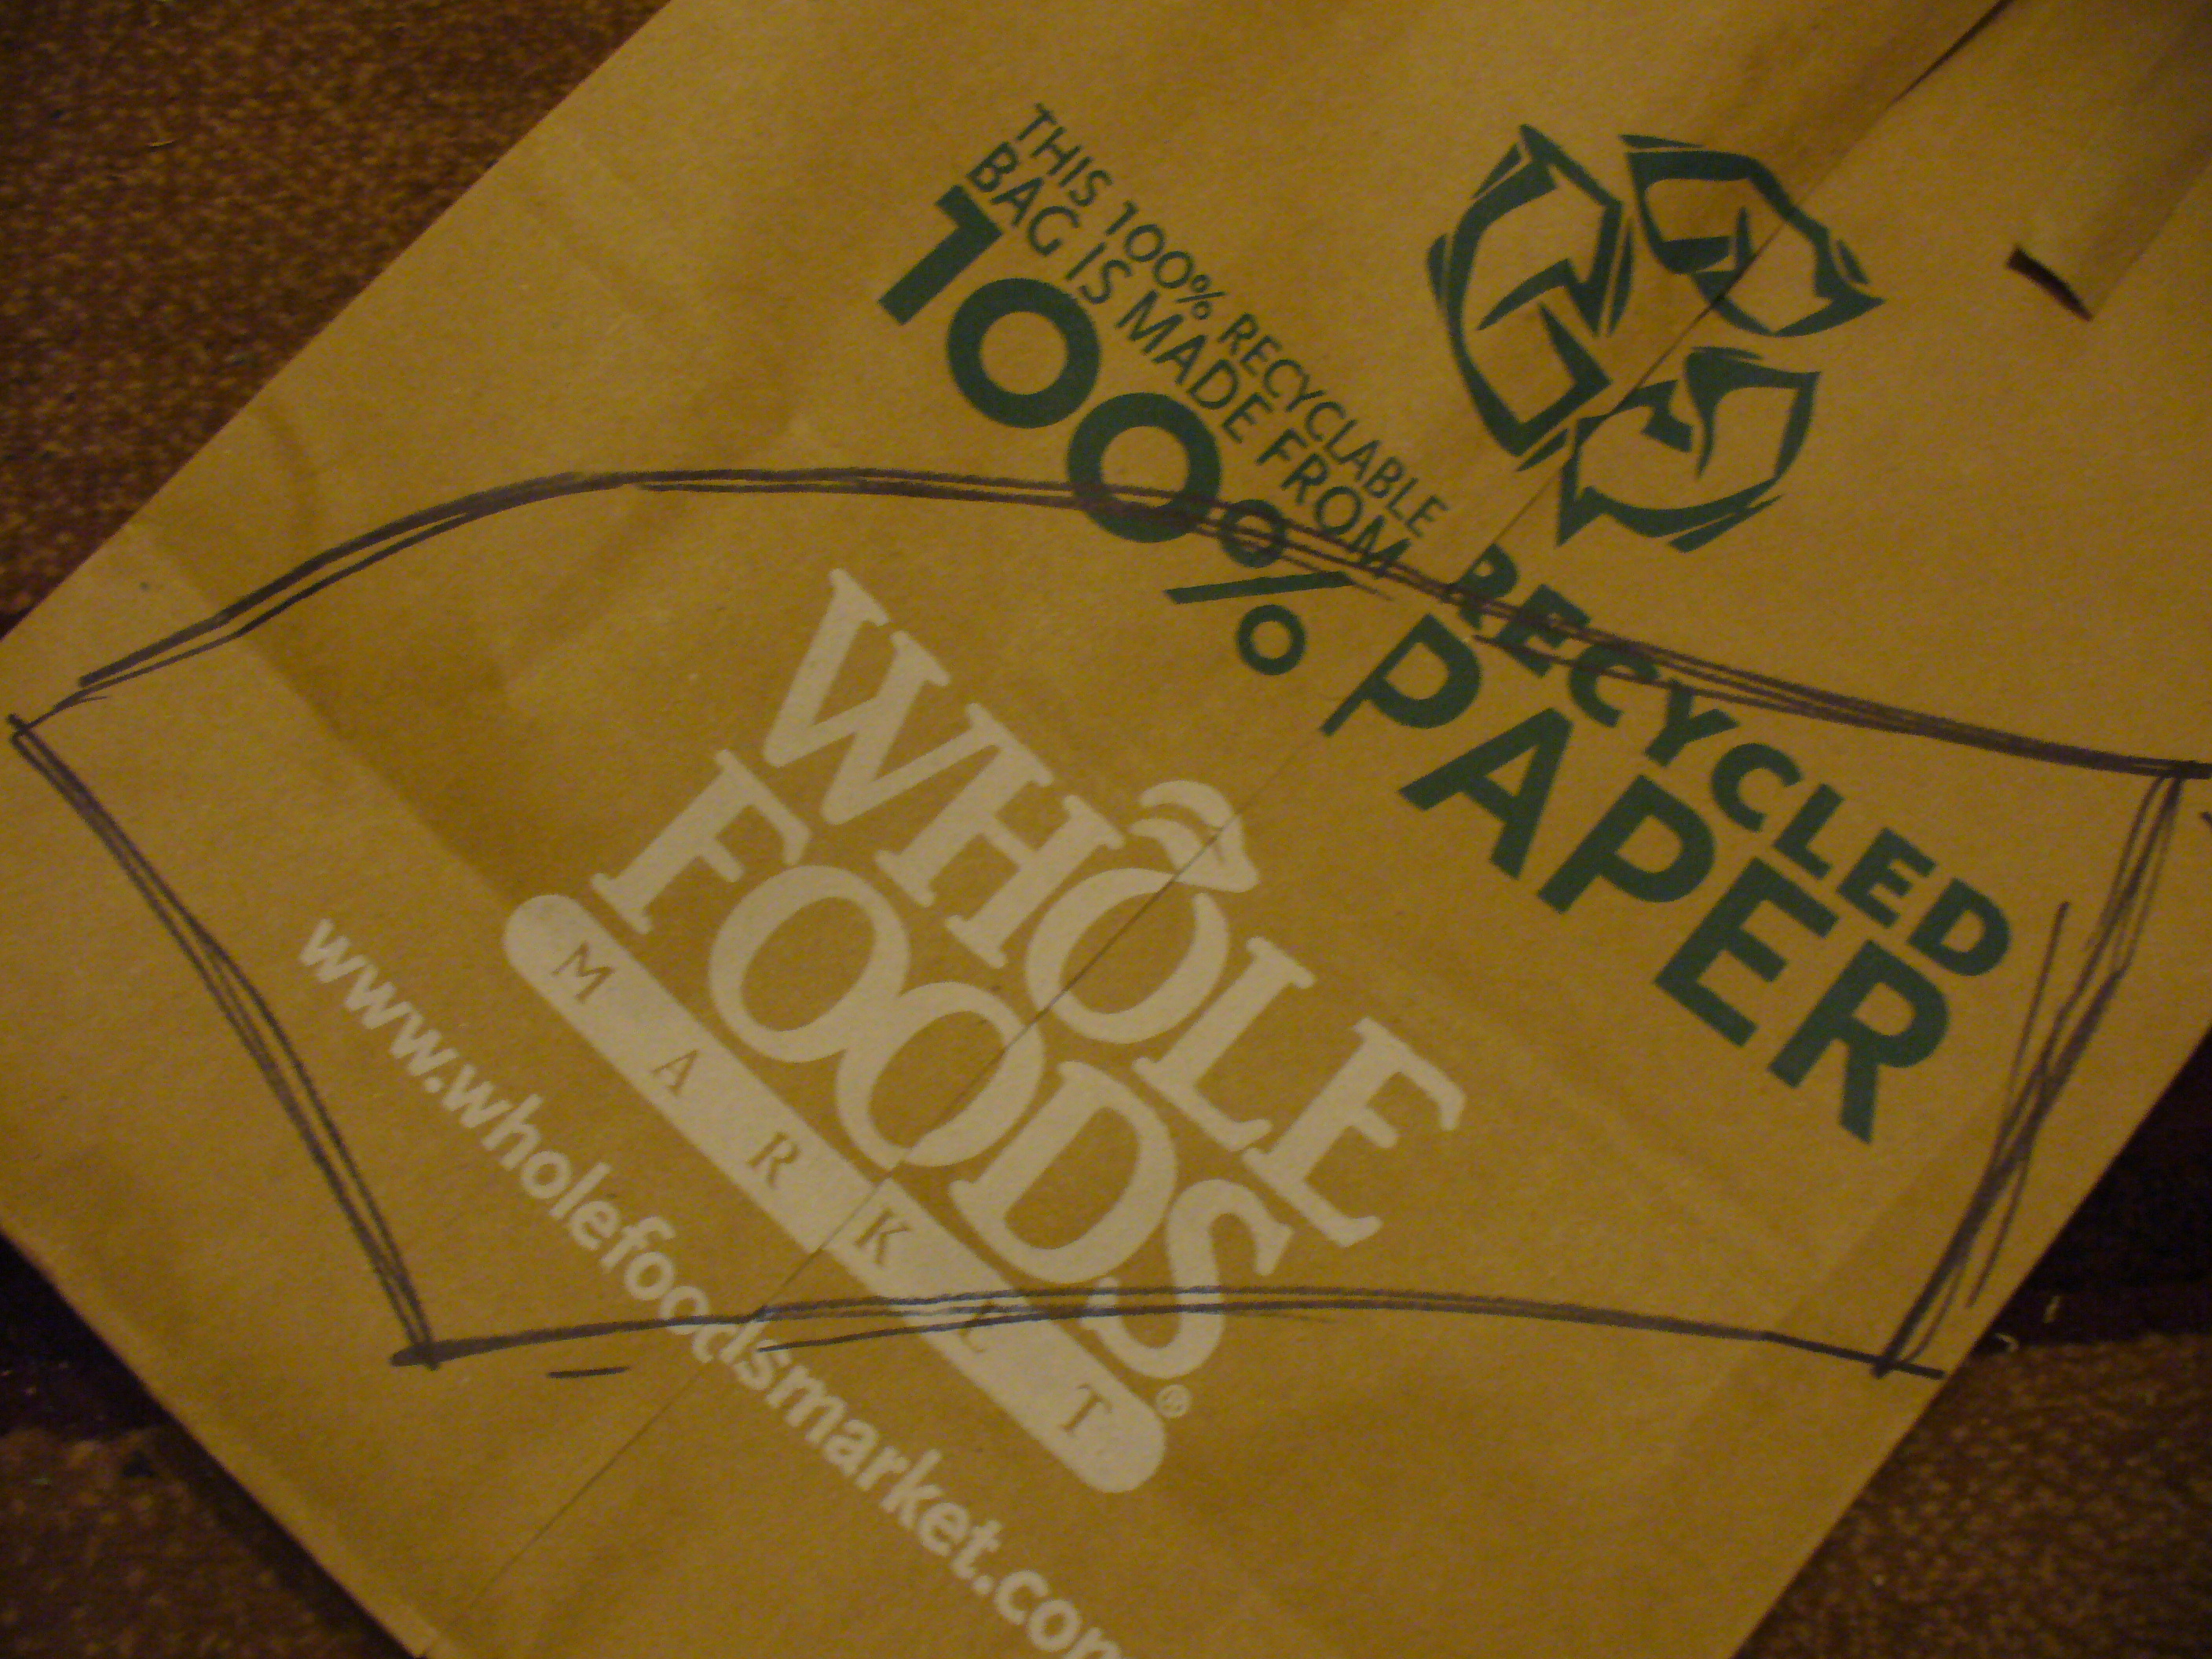 THIS 100% RECYCLABLE
BAG IS MADE FROM
100%
RECYCLED
PAPER
WHOLE
FOODS
MARKET
®
www.wholefoodsmarket.com